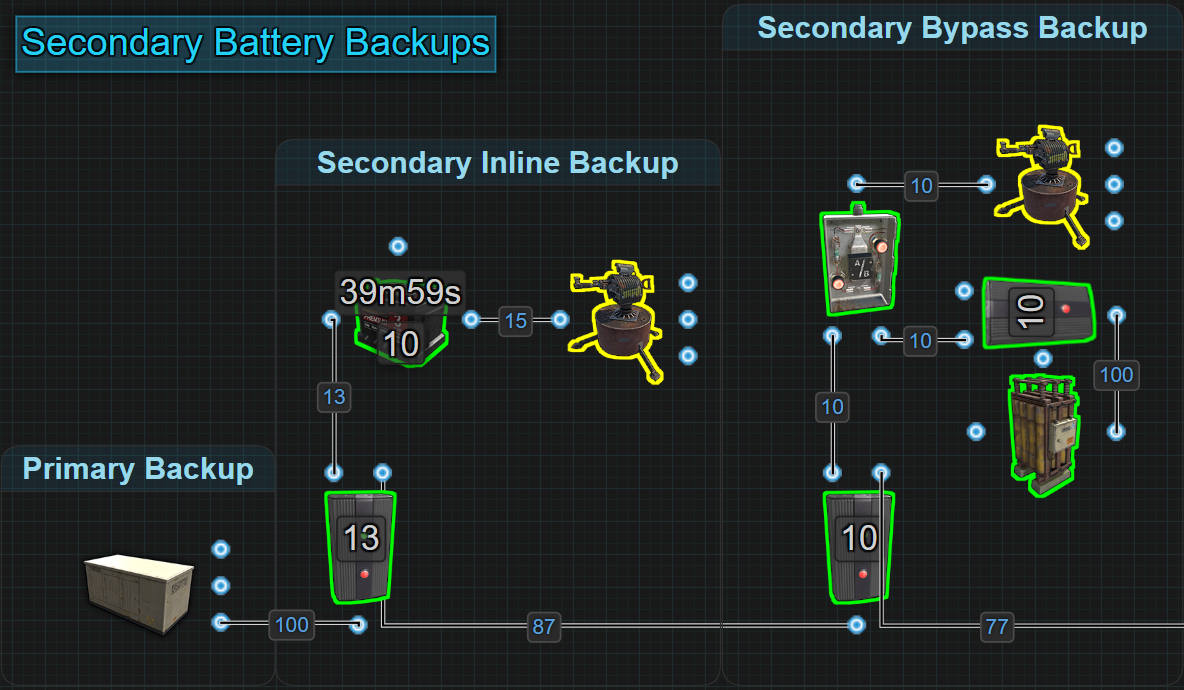 Secondary Battery Backups
Secondary Bypass Backup
Secondary Inline Backup
10
39m59s
10
15
10
10
A/B
13
100
10
Primary Backup
13
10
100
87
77